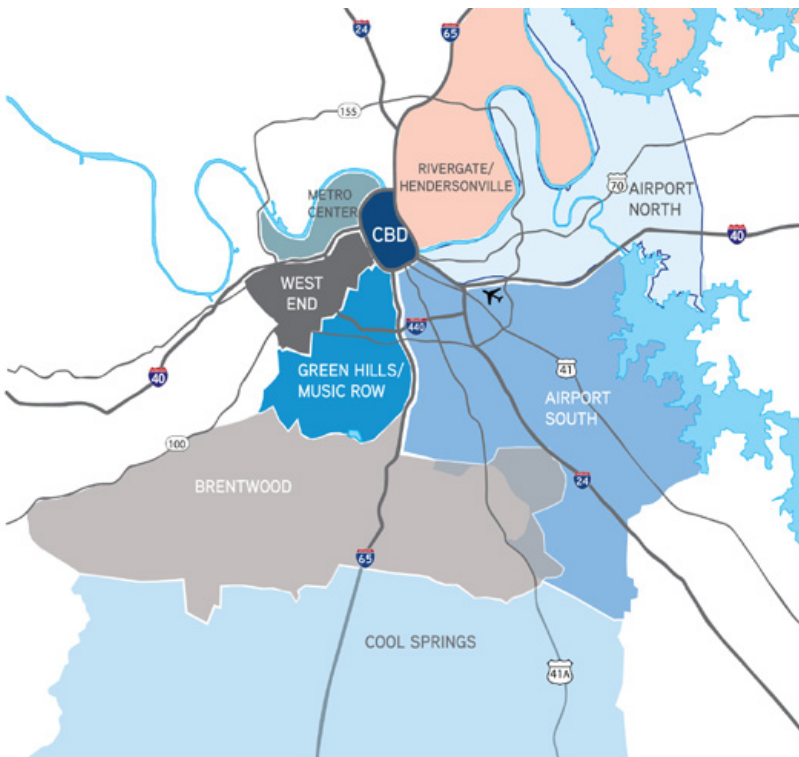 24
65
155
RIVERGATE/
HENDERSONVILLE
70
METRO
CENTER
AIRPORT
NORTH
CBD
40
WEST
END
440
GREEN HILLS/
MUSIC ROW
41
40
AIRPORT
SOUTH
100
BRENTWOOD
24
65
COOL SPRINGS
41A